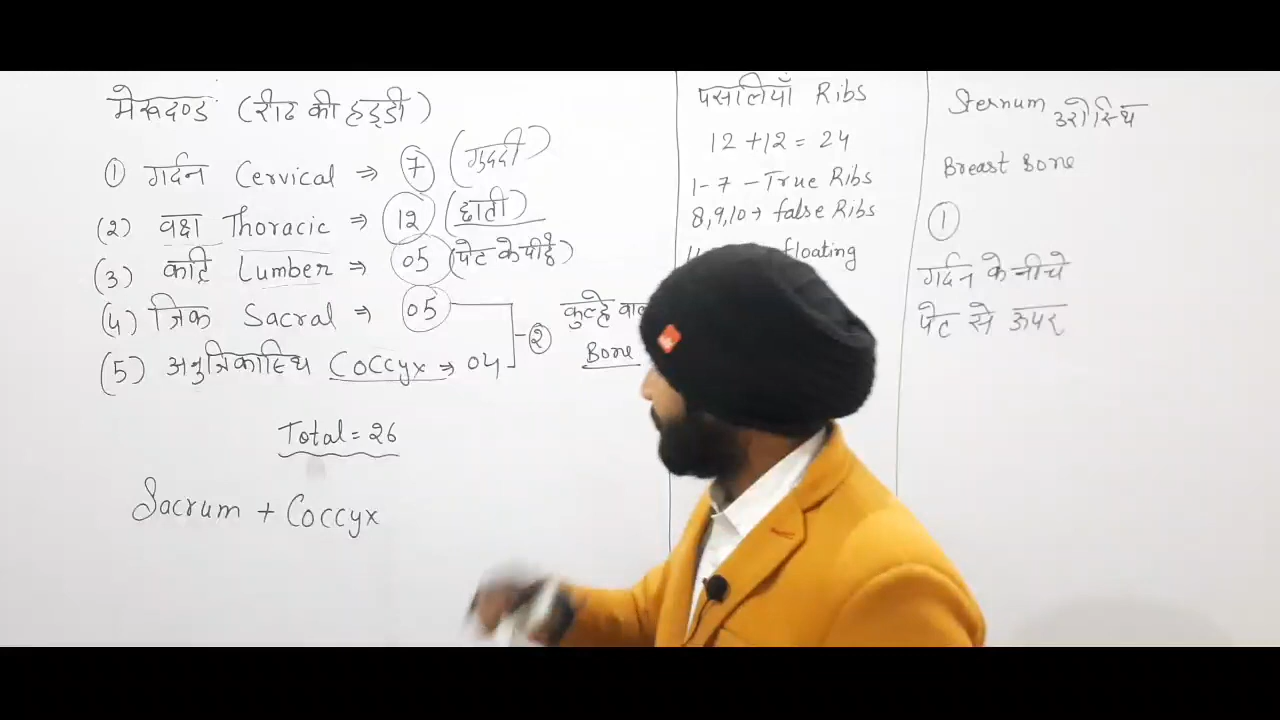 मेरूदण्ड (रीढ की हड्डी)
① गर्दन Cervical ⇒ 7 (गुददी)
(2) वक्षा Thoracic ⇒ 12 (छाती)
(3) कटि Lumber ⇒ 05 (पेट के पीछे)
(4) त्रिक Sacral ⇒ 05
(5) अनुत्रिकास्थि Coccyx ⇒ 04
② कुल्हे
Bone
Total = 26
Sacrum + Coccyx
पसलियाँ Ribs
12 + 12 = 24
1-7 - True Ribs
8,9,10 → false Ribs
floating
Sternum उरोस्थि
Breast Bone
①
गर्दन के नीचे
पेट से ऊपर